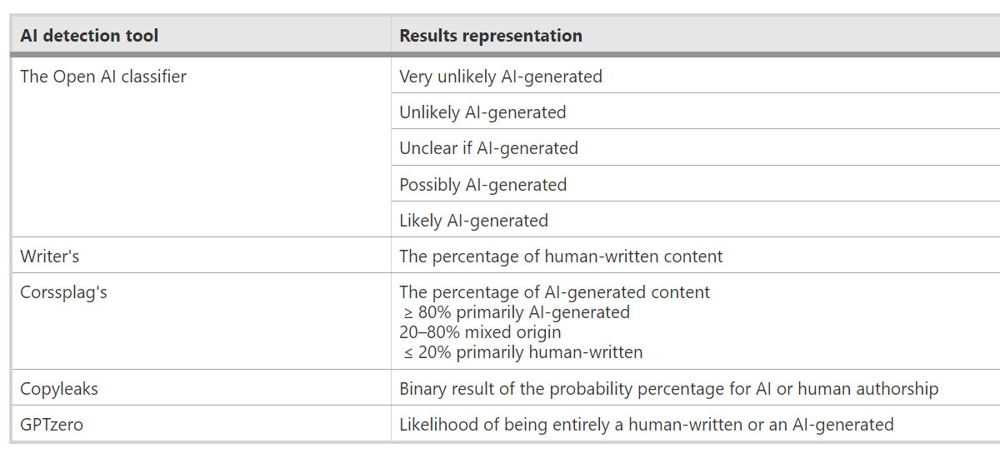 AI detection tool Results representation
The Open AI classifier Very unlikely AI-generated
Unlikely AI-generated
Unclear if AI-generated
Possibly AI-generated
Likely AI-generated
Writer's The percentage of human-written content
Corssplag's The percentage of AI-generated content
≥ 80% primarily AI-generated
20–80% mixed origin
≤ 20% primarily human-written
Copyleaks Binary result of the probability percentage for AI or human authorship
GPTzero Likelihood of being entirely a human-written or an AI-generated